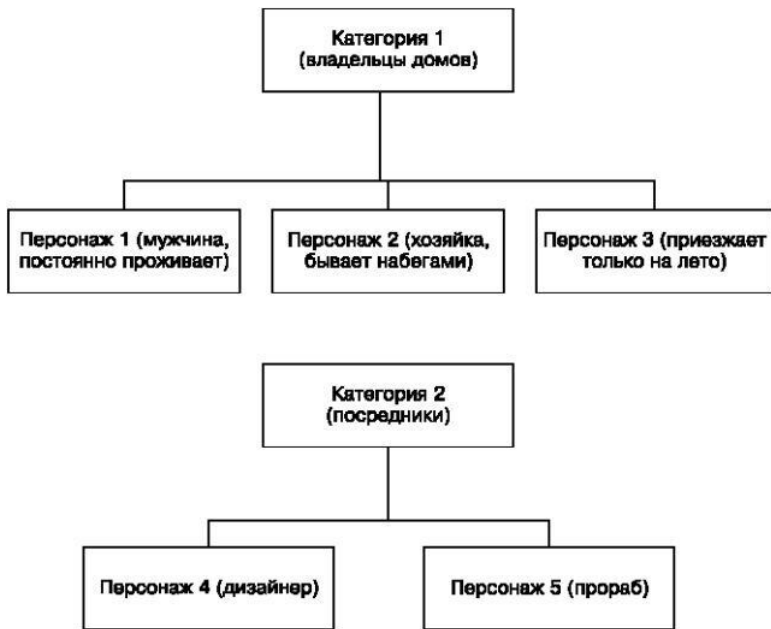 Категория 1
(владельцы домов)
Персонаж 1 (мужчина,
постоянно проживает)
Персонаж 2 (хозяйка,
бывает набегами)
Персонаж 3 (приезжает
только на лето)
Категория 2
(посредники)
Персонаж 4 (дизайнер)
Персонаж 5 (прораб)